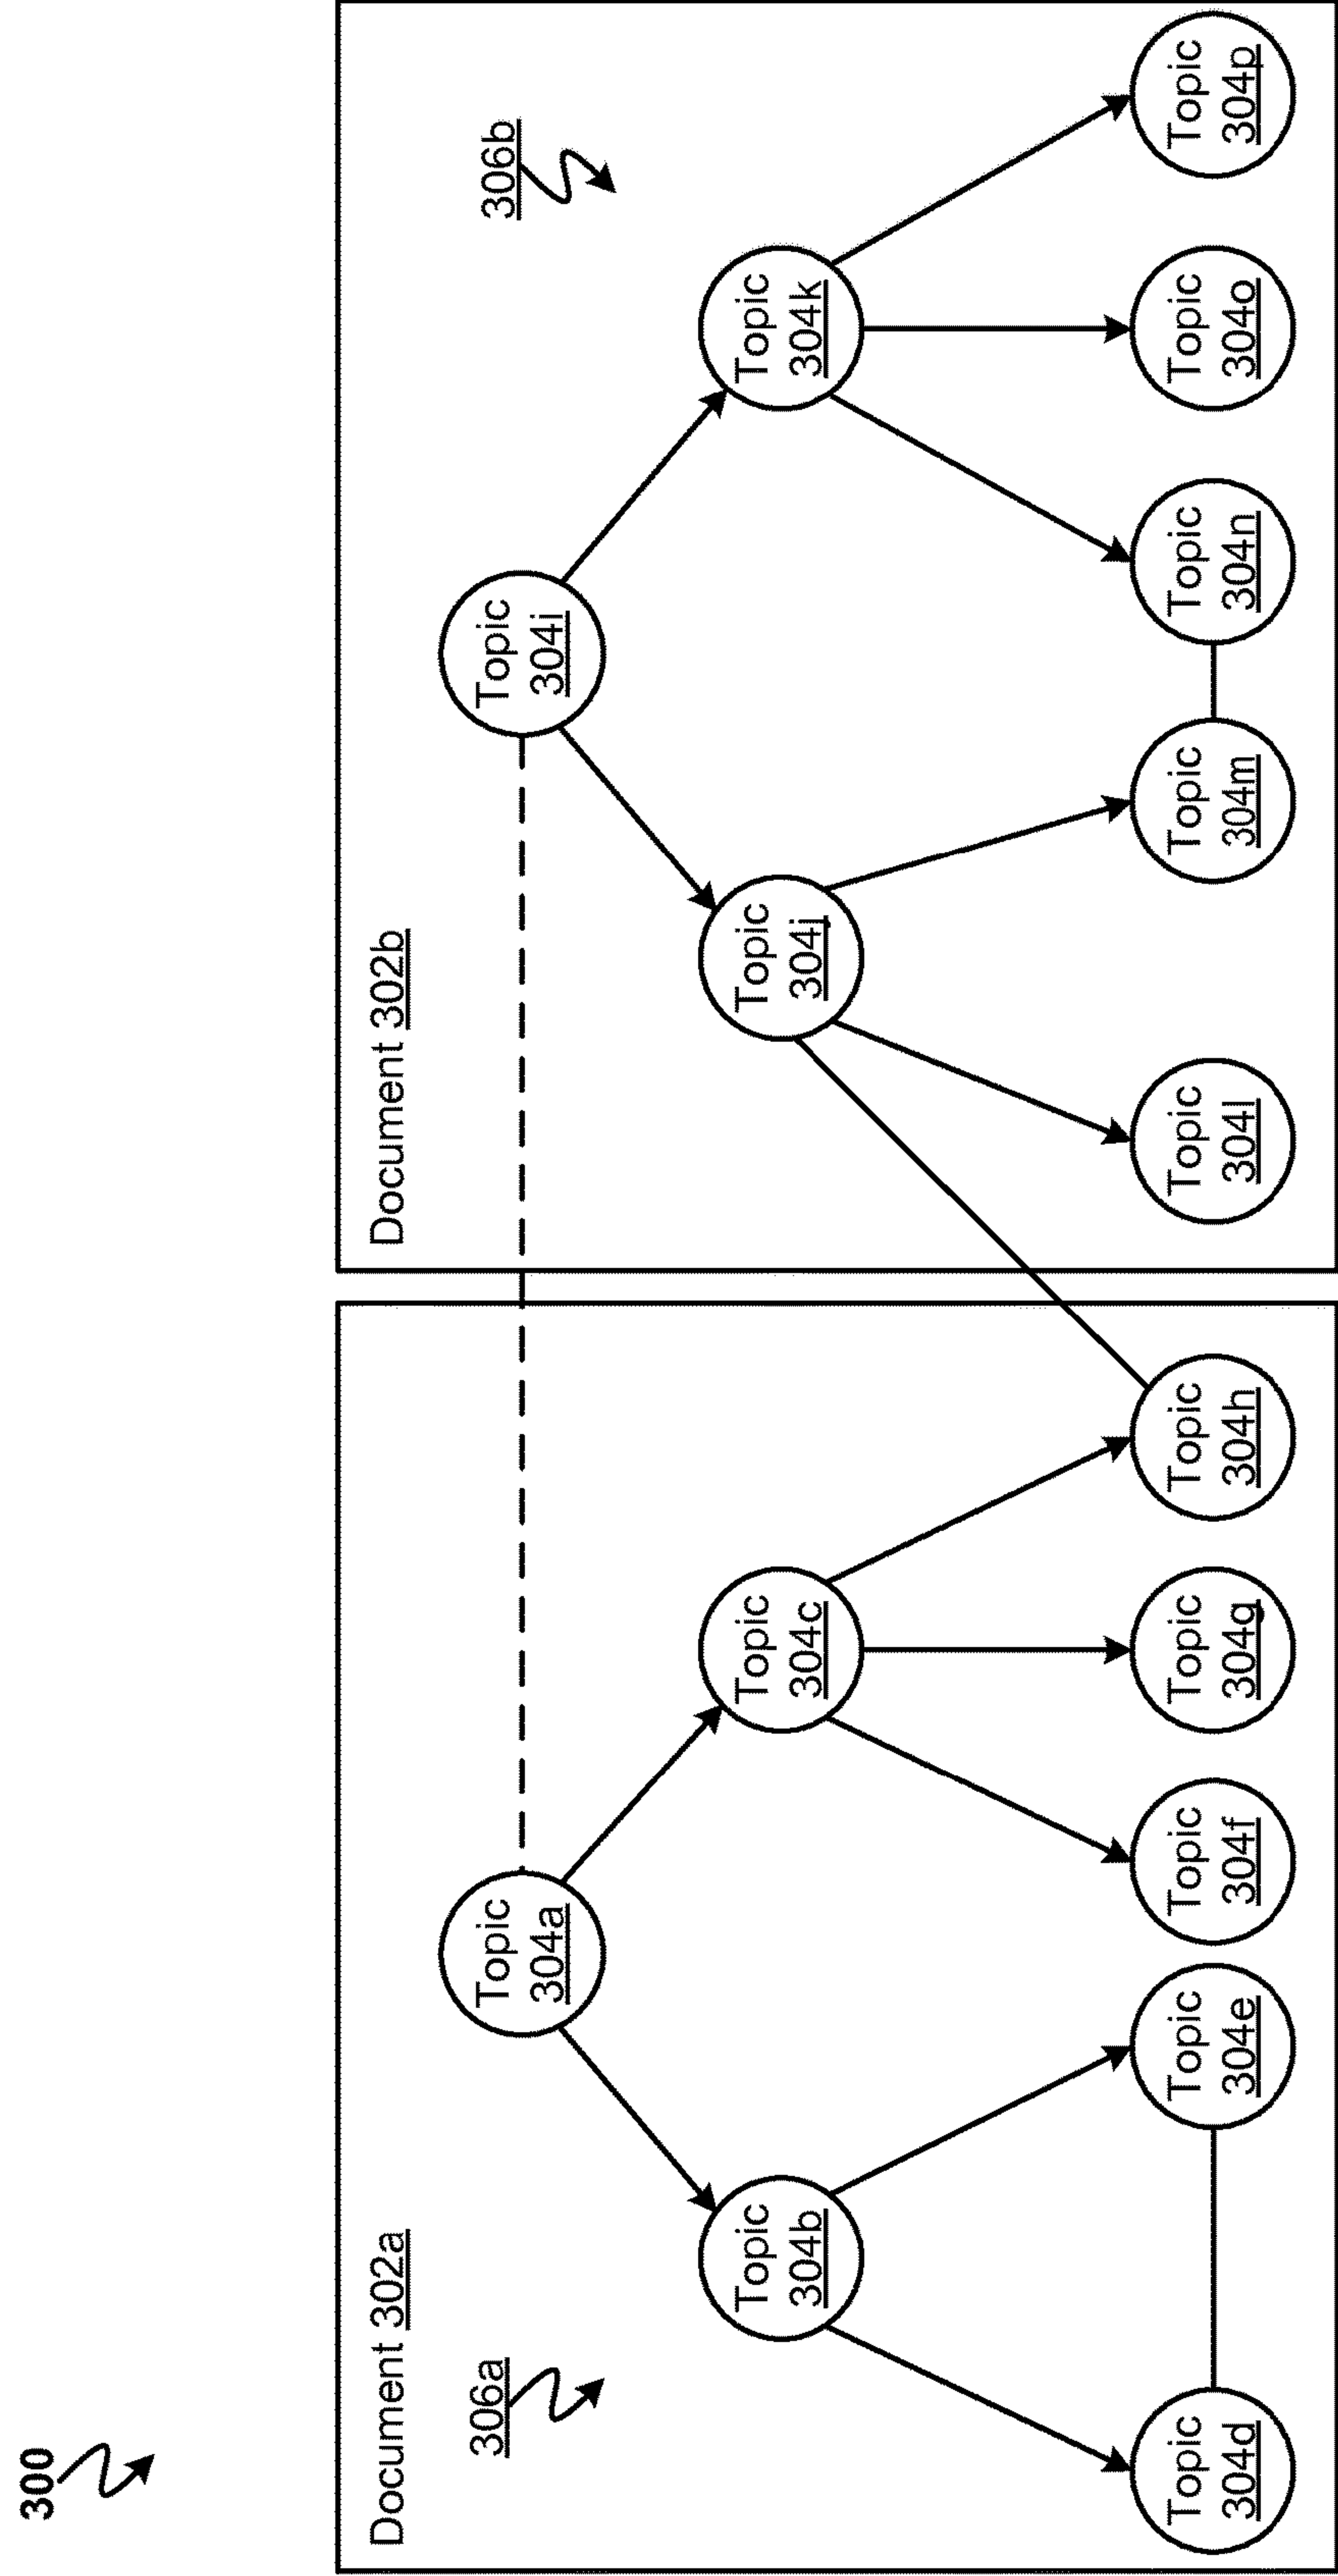 300
Document 302a
306a
Topic
304a
Topic
304b
Topic
304c
Topic
304d
Topic
304e
Topic
304f
Topic
304g
Topic
304h
Document 302b
306b
Topic
304i
Topic
304j
Topic
304k
Topic
304l
Topic
304m
Topic
304n
Topic
304o
Topic
304p